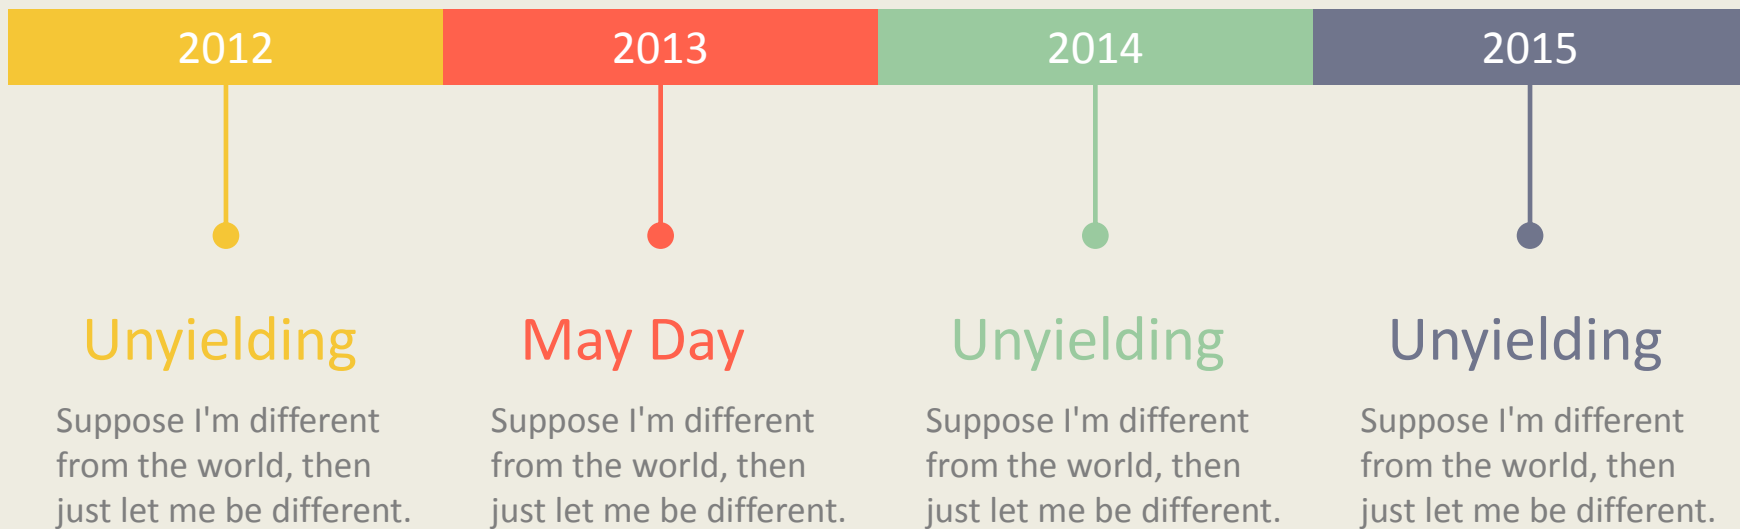 2012
2013
2014
2015
Unyielding
May Day
Unyielding
Unyielding
Suppose I'm different
from the world, then
just let me be different.
Suppose I'm different
from the world, then
just let me be different.
Suppose I'm different
from the world, then
just let me be different.
Suppose I'm different
from the world, then
just let me be different.